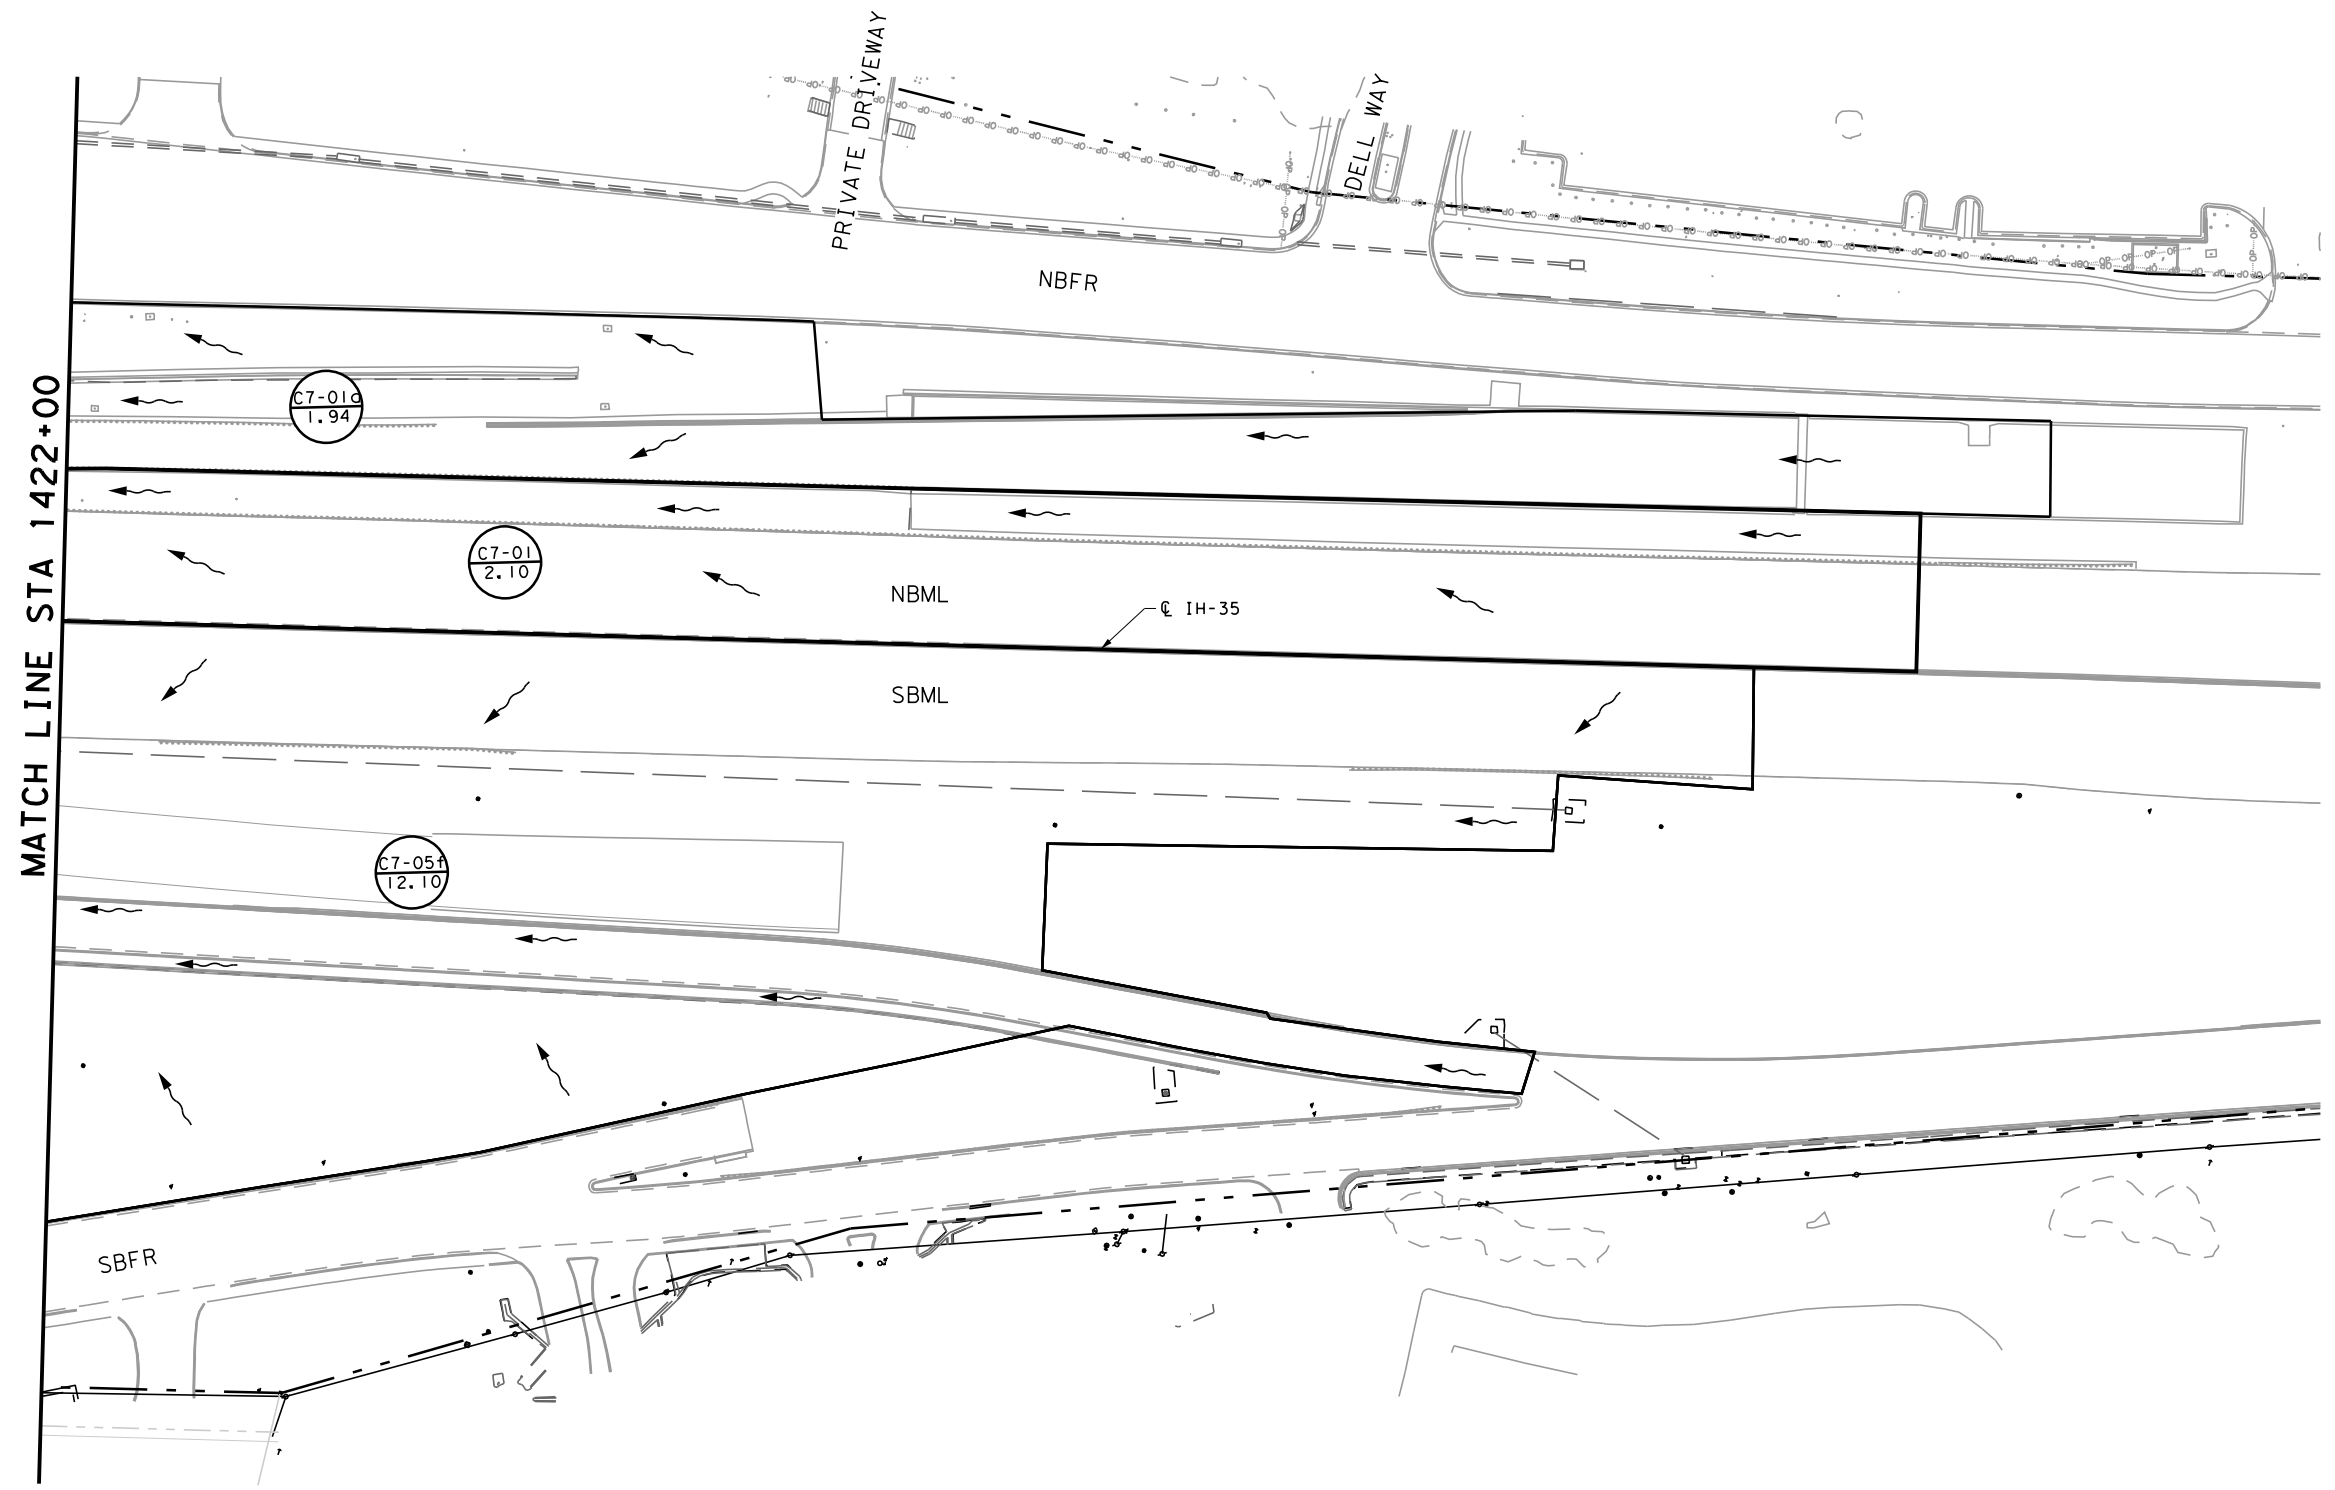 PRIVATE DRIVEWAY
DELL WAY
NBFR
MATCH LINE STA 1422+00
C7-01a
1.94
C7-01
2.10
NBML
℄ IH-35
SBML
C7-05f
12.10
SBFR